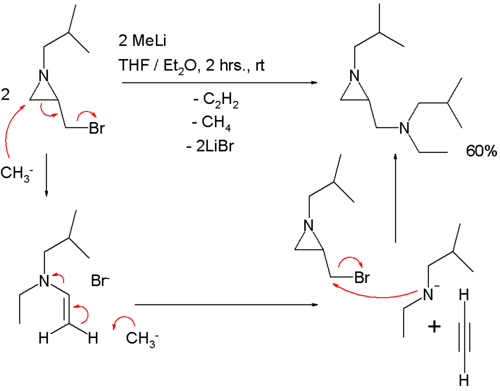 2 MeLi
THF / Et₂O, 2 hrs., rt
- C₂H₂
- CH₄
- 2LiBr
2
N
Br
CH₃⁻
N
N
60%
N
Br⁻
H
H
CH₃⁻
N
Br
N⁻
H
+
H